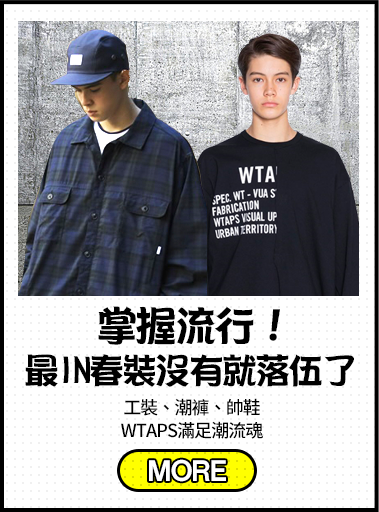 WTA
SPEC. WT - VUA S
FABRICATION
WTAPS VISUAL UP
URBAN TERRITORY
掌握流行！
最IN春裝沒有就落伍了
工裝、潮褲、帥鞋
WTAPS滿足潮流魂
MORE